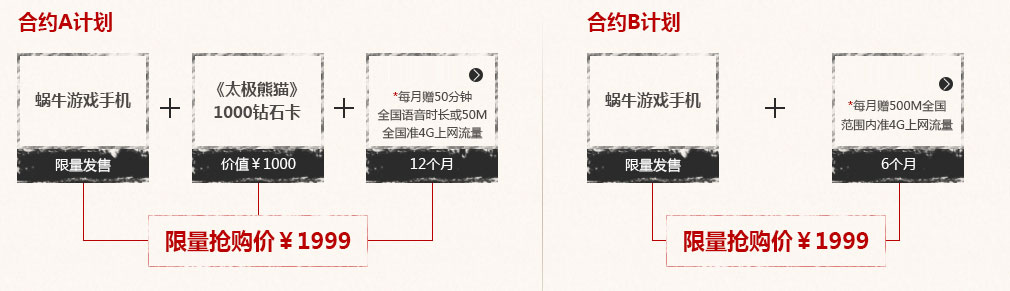 合约A计划
蜗牛游戏手机
限量发售
+
《太极熊猫》
1000钻石卡
价值￥1000
+
*每月赠50分钟
全国语音时长或50M
全国准4G上网流量
12个月
限量抢购价￥1999
合约B计划
蜗牛游戏手机
限量发售
+
*每月赠500M全国
范围内准4G上网流量
6个月
限量抢购价￥1999